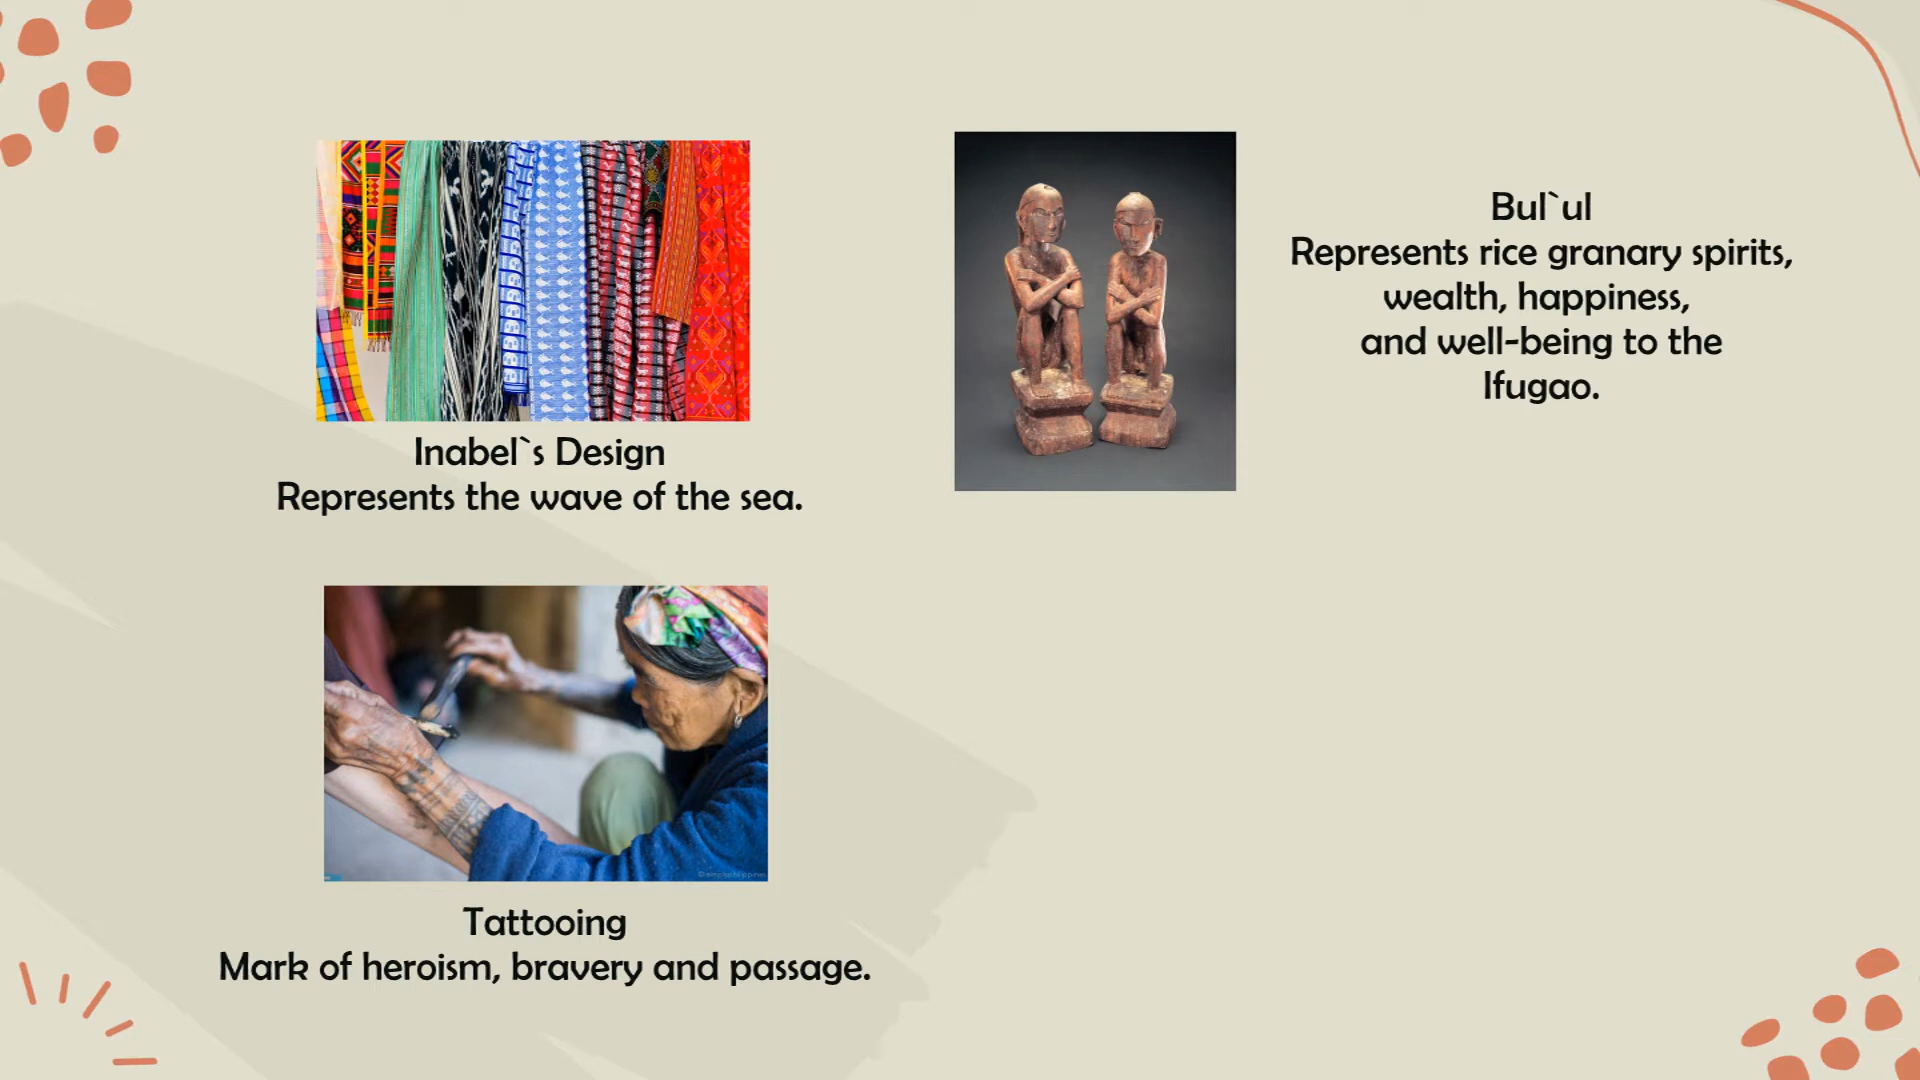 Inabel`s Design
Represents the wave of the sea.
Bul`ul
Represents rice granary spirits,
wealth, happiness,
and well-being to the
Ifugao.
Tattooing
Mark of heroism, bravery and passage.